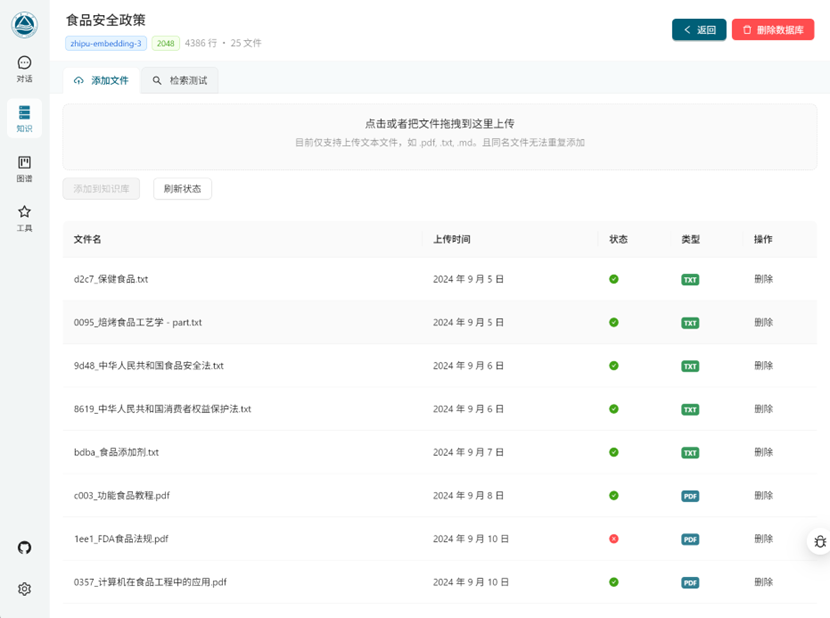 食品安全政策
zhipu-embedding-3 2048 4386 行 • 25 文件
返回 删除数据库
对话
知识
图谱
工具
添加文件 检索测试
点击或者把文件拖拽到这里上传
目前仅支持上传文本文件，如 .pdf, .txt, .md。且同名文件无法重复添加
添加到知识库 刷新状态
文件名 上传时间 状态 类型 操作
d2c7_保健食品.txt 2024 年 9 月 5 日 TXT 删除
0095_焙烤食品工艺学 - part.txt 2024 年 9 月 5 日 TXT 删除
9d48_中华人民共和国食品安全法.txt 2024 年 9 月 6 日 TXT 删除
8619_中华人民共和国消费者权益保护法.txt 2024 年 9 月 6 日 TXT 删除
bdba_食品添加剂.txt 2024 年 9 月 7 日 TXT 删除
c003_功能食品教程.pdf 2024 年 9 月 8 日 PDF 删除
1ee1_FDA食品法规.pdf 2024 年 9 月 10 日 PDF 删除
0357_计算机在食品工程中的应用.pdf 2024 年 9 月 10 日 PDF 删除